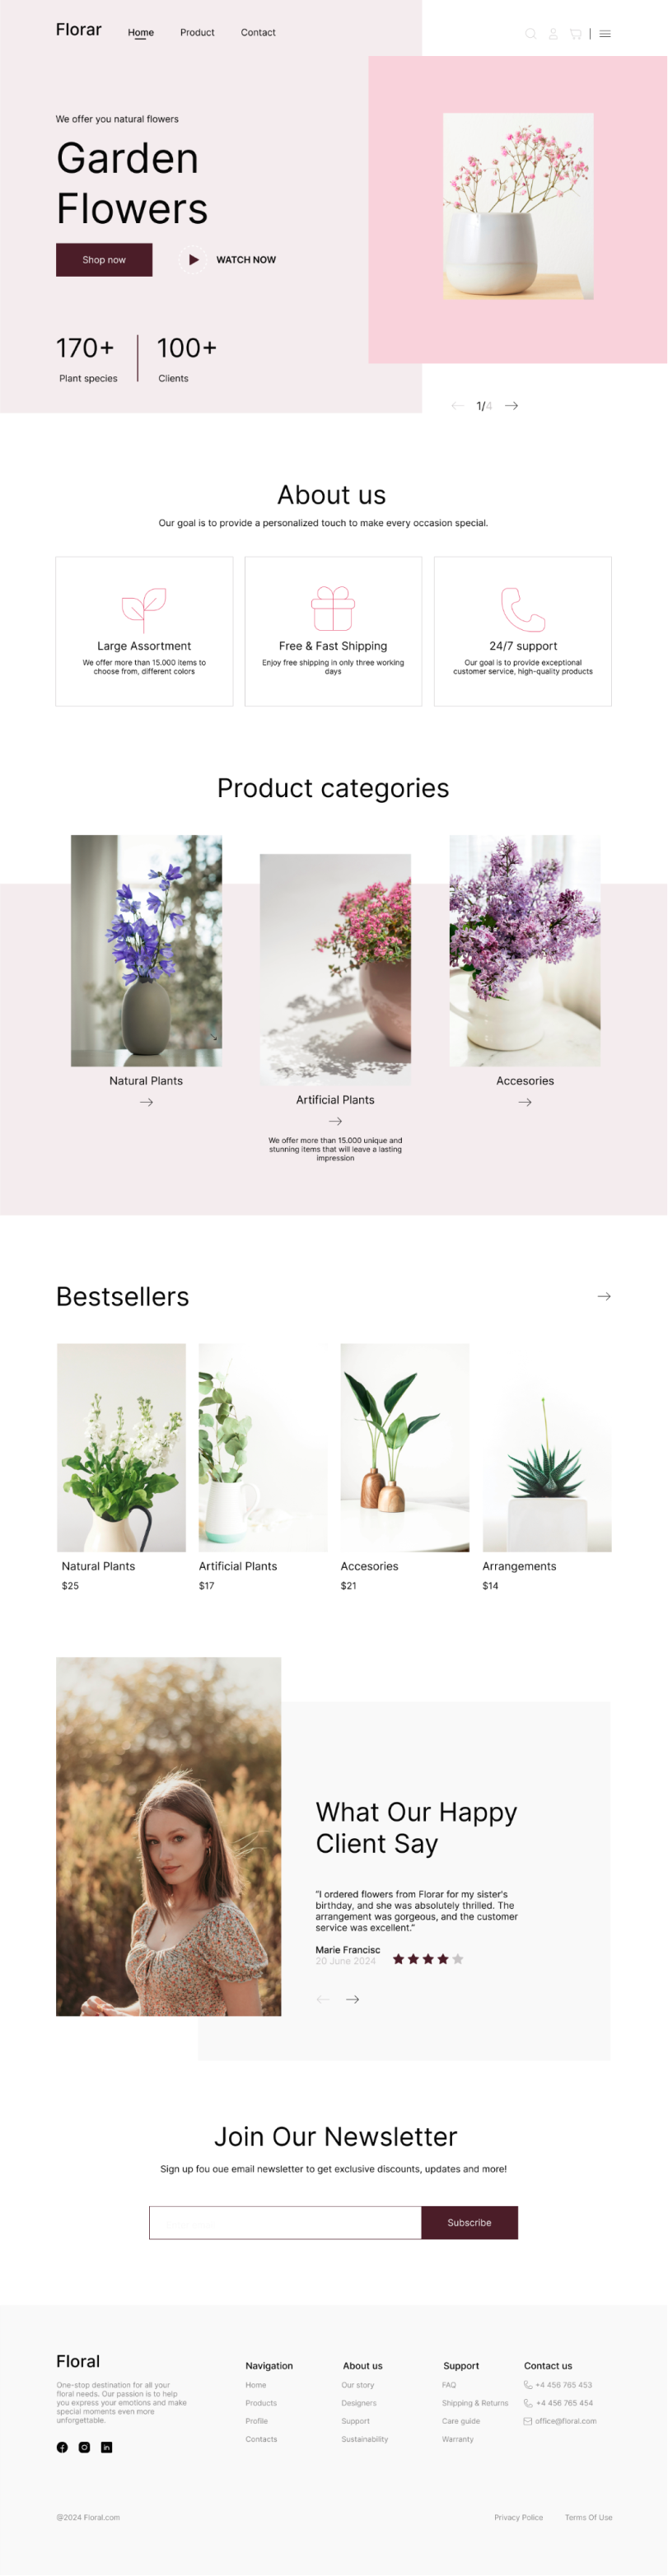 Florar
Home
Product
Contact
We offer you natural flowers
Garden
Flowers
Shop now
WATCH NOW
170+
100+
Plant species
Clients
1/4
About us
Our goal is to provide a personalized touch to make every occasion special.
Large Assortment
We offer more than 15.000 items to
choose from, different colors
Free & Fast Shipping
Enjoy free shipping in only three working
days
24/7 support
Our goal is to provide exceptional
customer service, high-quality products
Product categories
Natural Plants
Artificial Plants
We offer more than 15.000 unique and
stunning items that will leave a lasting
impression
Accesories
Bestsellers
Natural Plants
$25
Artificial Plants
$17
Accesories
$21
Arrangements
$14
What Our Happy
Client Say
"I ordered flowers from Florar for my sister's
birthday, and she was absolutely thrilled. The
arrangement was gorgeous, and the customer
service was excellent."
Marie Francisc
20 June 2024
Join Our Newsletter
Sign up fou oue email newsletter to get exclusive discounts, updates and more!
Subscribe
Floral
One-stop destination for all your
floral needs. Our passion is to help
you express your emotions and make
special moments even more
unforgettable.
Navigation
Home
Products
Profile
Contacts
About us
Our story
Designers
Support
Sustainability
Support
FAQ
Shipping & Returns
Care guide
Warranty
Contact us
+4 456 765 453
+4 456 765 454
office@floral.com
@2024 Floral.com
Privacy Police
Terms Of Use